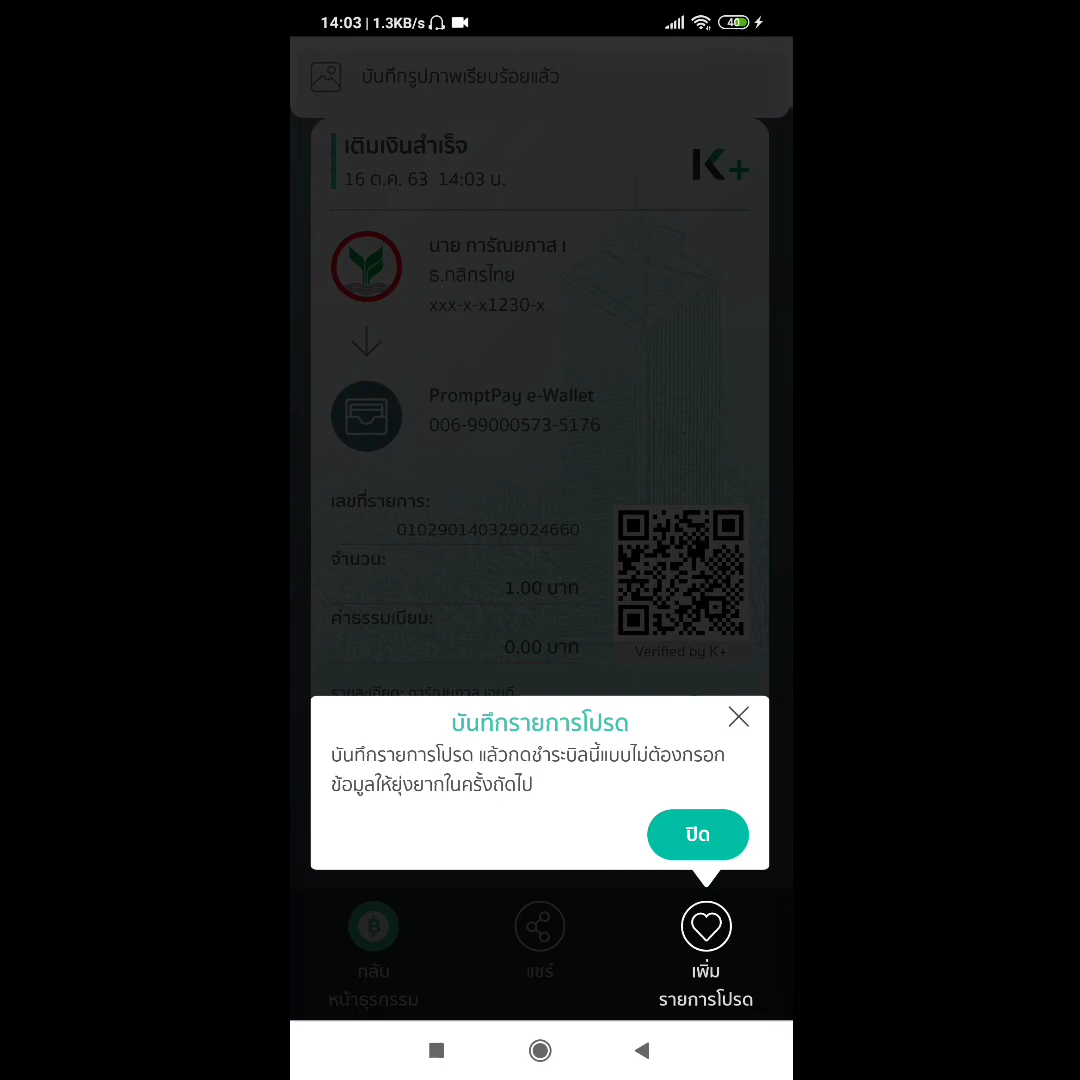 14:03 | 1.3KB/s
40
บันทึกรูปภาพเรียบร้อยแล้ว
เติมเงินสำเร็จ
16 ต.ค. 63 14:03 น.
K+
นาย การัณยภาส เ
ธ.กสิกรไทย
xxx-x-x1230-x
PromptPay e-Wallet
006-99000573-5176
เลขที่รายการ:
010290140329024660
จำนวน:
1.00 บาท
ค่าธรรมเนียม:
0.00 บาท
Verified by K+
รายละเอียด:
บันทึกรายการโปรด
บันทึกรายการโปรด แล้วกดชำระบิลนี้แบบไม่ต้องกรอก
ข้อมูลให้ยุ่งยากในครั้งถัดไป
ปิด
กลับ
หน้าธุรกรรม
แชร์
เพิ่ม
รายการโปรด